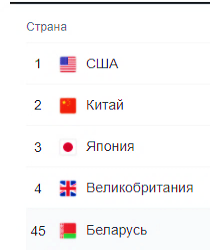 Страна
1 США
2 Китай
3 Япония
4 Великобритания
45 Беларусь